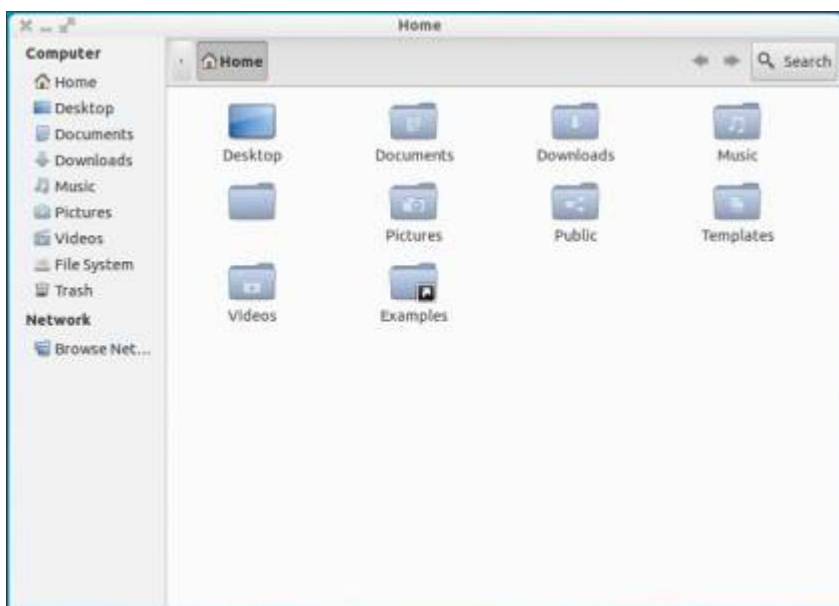 Home
Computer
Home
Desktop
Documents
Downloads
Music
Pictures
Videos
File System
Trash
Network
Browse Net...
Home
Search
Desktop
Documents
Downloads
Music
Pictures
Public
Templates
Videos
Examples